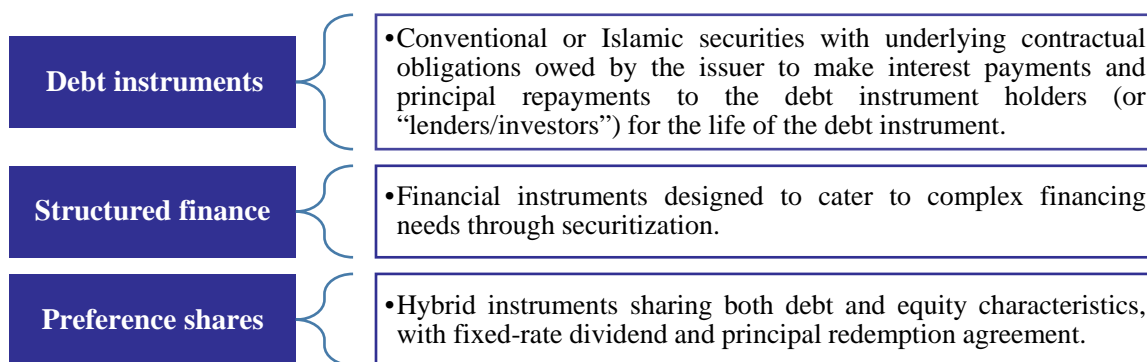 Debt instruments
•Conventional or Islamic securities with underlying contractual
obligations owed by the issuer to make interest payments and
principal repayments to the debt instrument holders (or
“lenders/investors”) for the life of the debt instrument.
Structured finance
•Financial instruments designed to cater to complex financing
needs through securitization.
Preference shares
•Hybrid instruments sharing both debt and equity characteristics,
with fixed-rate dividend and principal redemption agreement.